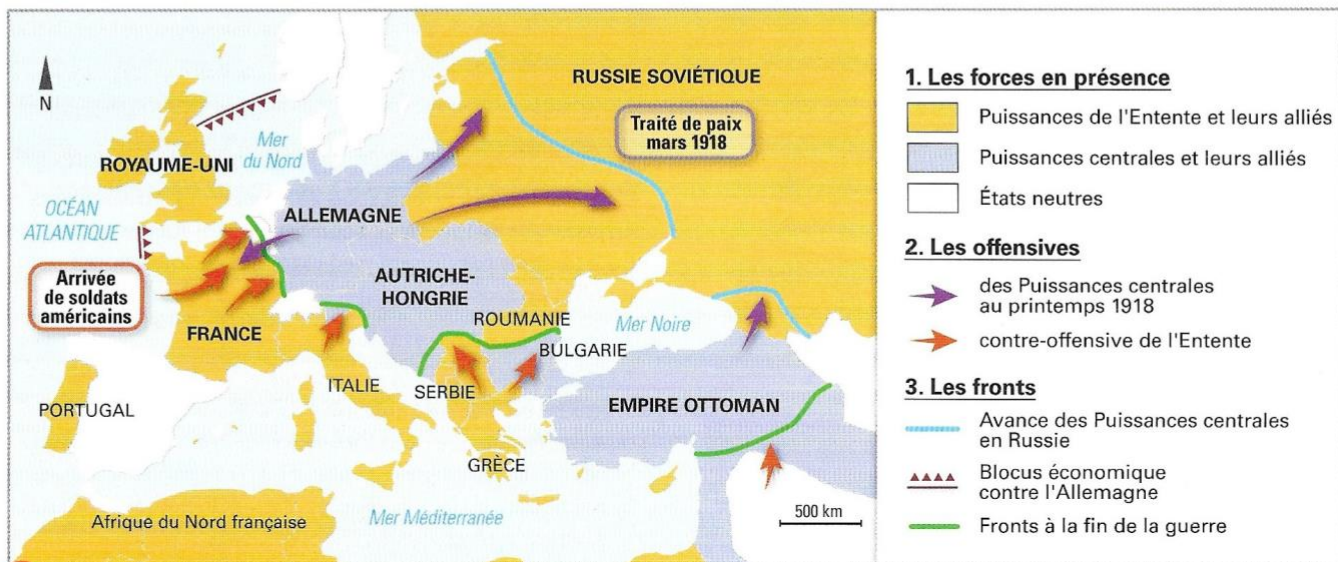 N
RUSSIE SOVIÉTIQUE
Traité de paix
mars 1918
Mer
du Nord
ROYAUME-UNI
OCÉAN
ATLANTIQUE
ALLEMAGNE
Arrivée
de soldats
américains
AUTRICHE-
HONGRIE
FRANCE
ROUMANIE
Mer Noire
BULGARIE
ITALIE
SERBIE
PORTUGAL
EMPIRE OTTOMAN
GRÈCE
Afrique du Nord française
Mer Méditerranée
500 km
1. Les forces en présence
Puissances de l'Entente et leurs alliés
Puissances centrales et leurs alliés
États neutres
2. Les offensives
des Puissances centrales
au printemps 1918
contre-offensive de l'Entente
3. Les fronts
Avance des Puissances centrales
en Russie
Blocus économique
contre l'Allemagne
Fronts à la fin de la guerre